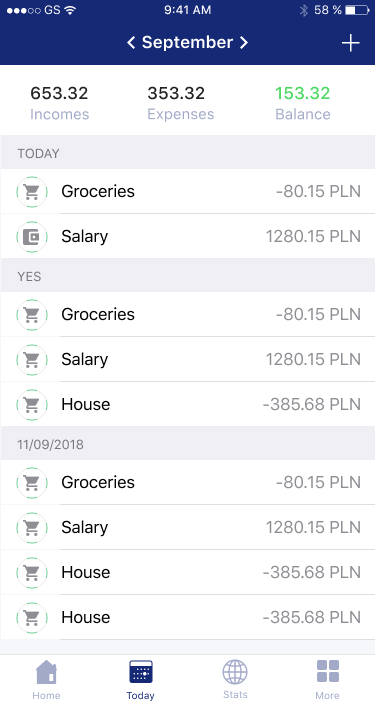 GS 9:41 AM 58 %
September
653.32 353.32 153.32
Incomes Expenses Balance
TODAY
Groceries -80.15 PLN
Salary 1280.15 PLN
YES
Groceries -80.15 PLN
Salary 1280.15 PLN
House -385.68 PLN
11/09/2018
Groceries -80.15 PLN
Salary 1280.15 PLN
House -385.68 PLN
House -385.68 PLN
Home Today Stats More